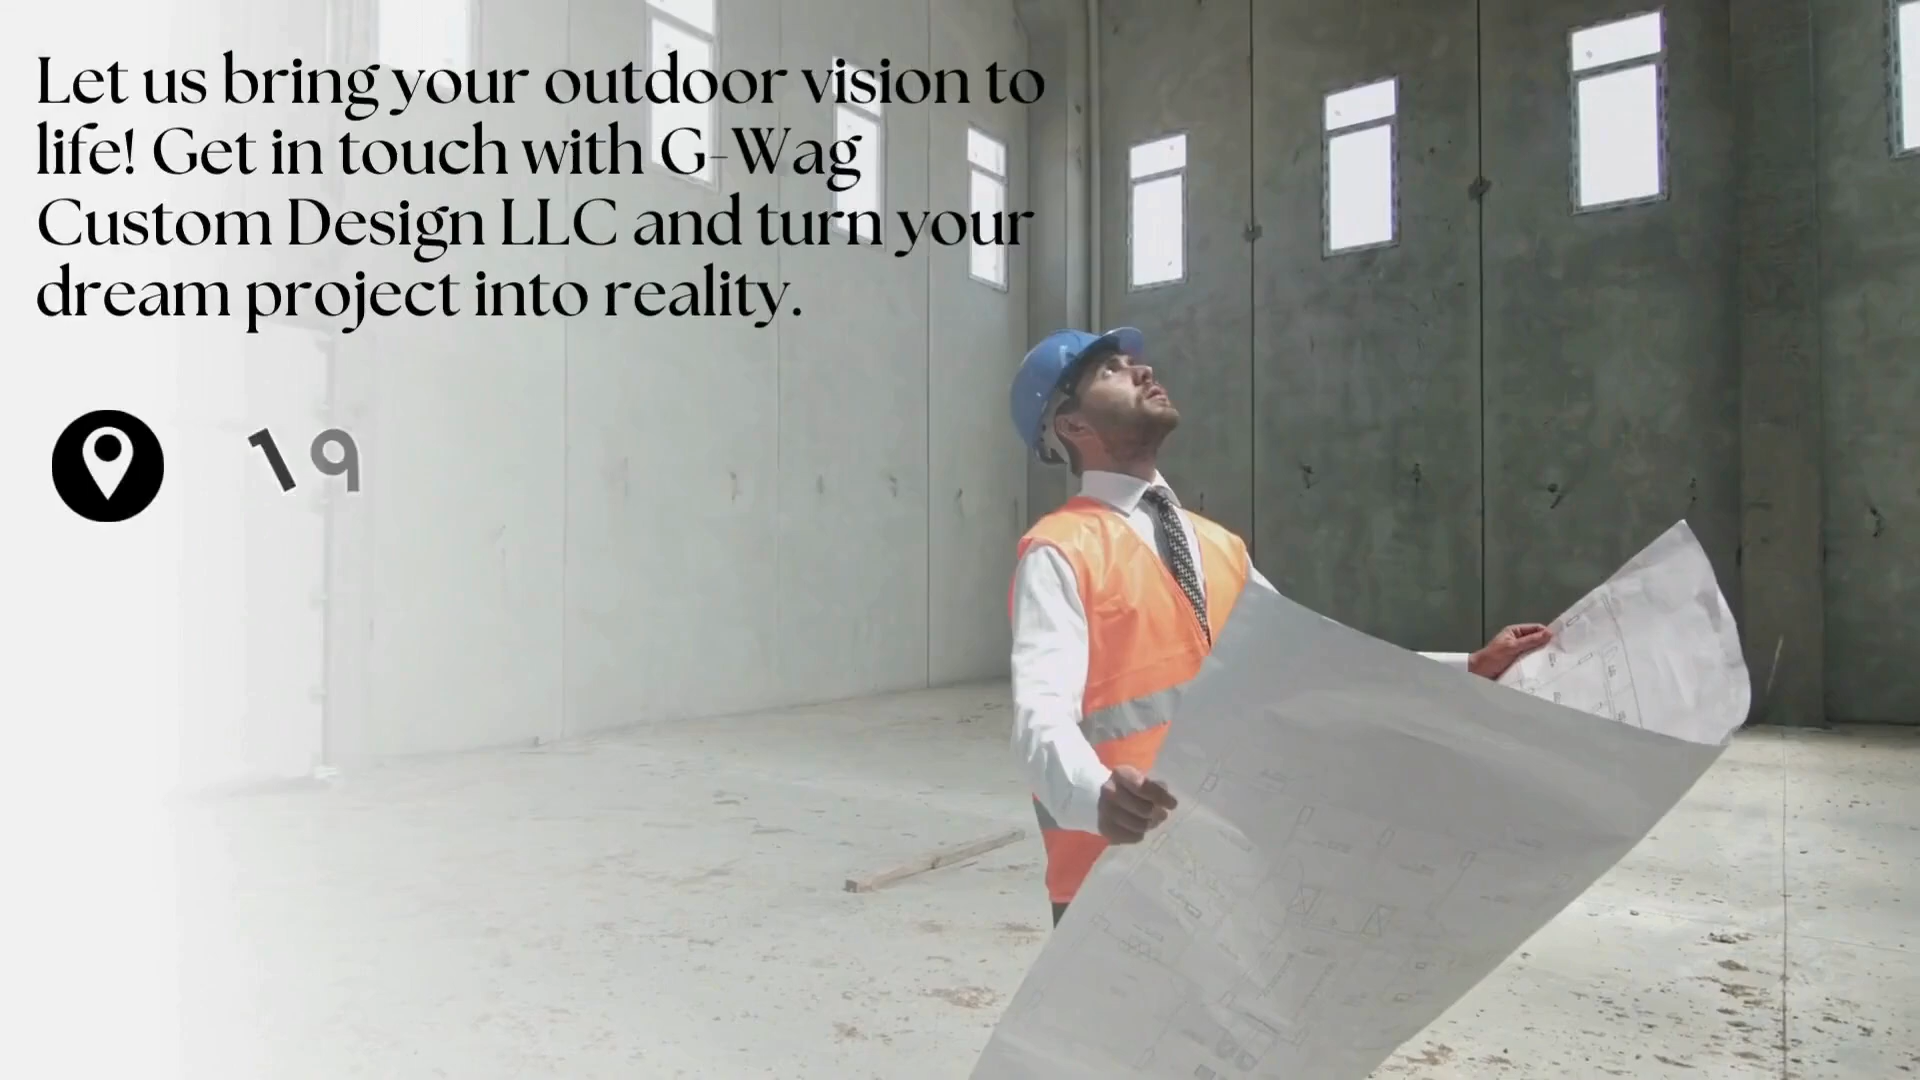 Let us bring your outdoor vision to
life! Get in touch with G-Wag
Custom Design LLC and turn your
dream project into reality.
19